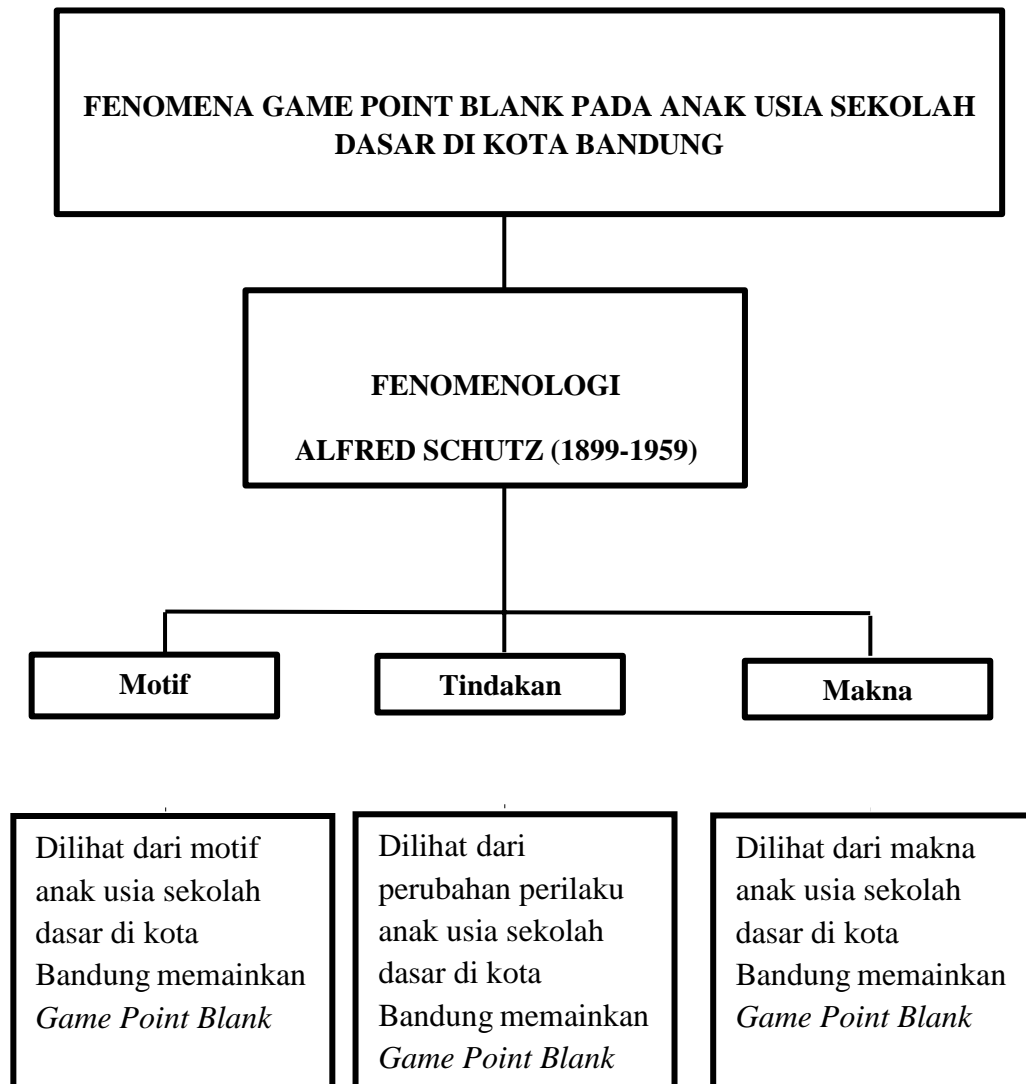 FENOMENA GAME POINT BLANK PADA ANAK USIA SEKOLAH
DASAR DI KOTA BANDUNG
FENOMENOLOGI
ALFRED SCHUTZ (1899-1959)
Motif
Tindakan
Makna
Dilihat dari motif
anak usia sekolah
dasar di kota
Bandung memainkan
Game Point Blank
Dilihat dari
perubahan perilaku
anak usia sekolah
dasar di kota
Bandung memainkan
Game Point Blank
Dilihat dari makna
anak usia sekolah
dasar di kota
Bandung memainkan
Game Point Blank